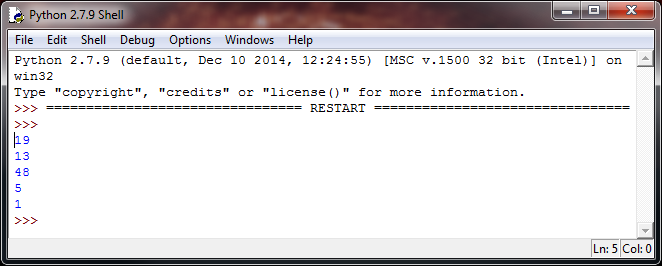 Python 2.7.9 Shell
File Edit Shell Debug Options Windows Help
Python 2.7.9 (default, Dec 10 2014, 12:24:55) [MSC v.1500 32 bit (Intel)] on
win32
Type "copyright", "credits" or "license()" for more information.
>>> ================================ RESTART ================================
>>>
19
13
48
5
1
>>>
Ln: 5 Col: 0